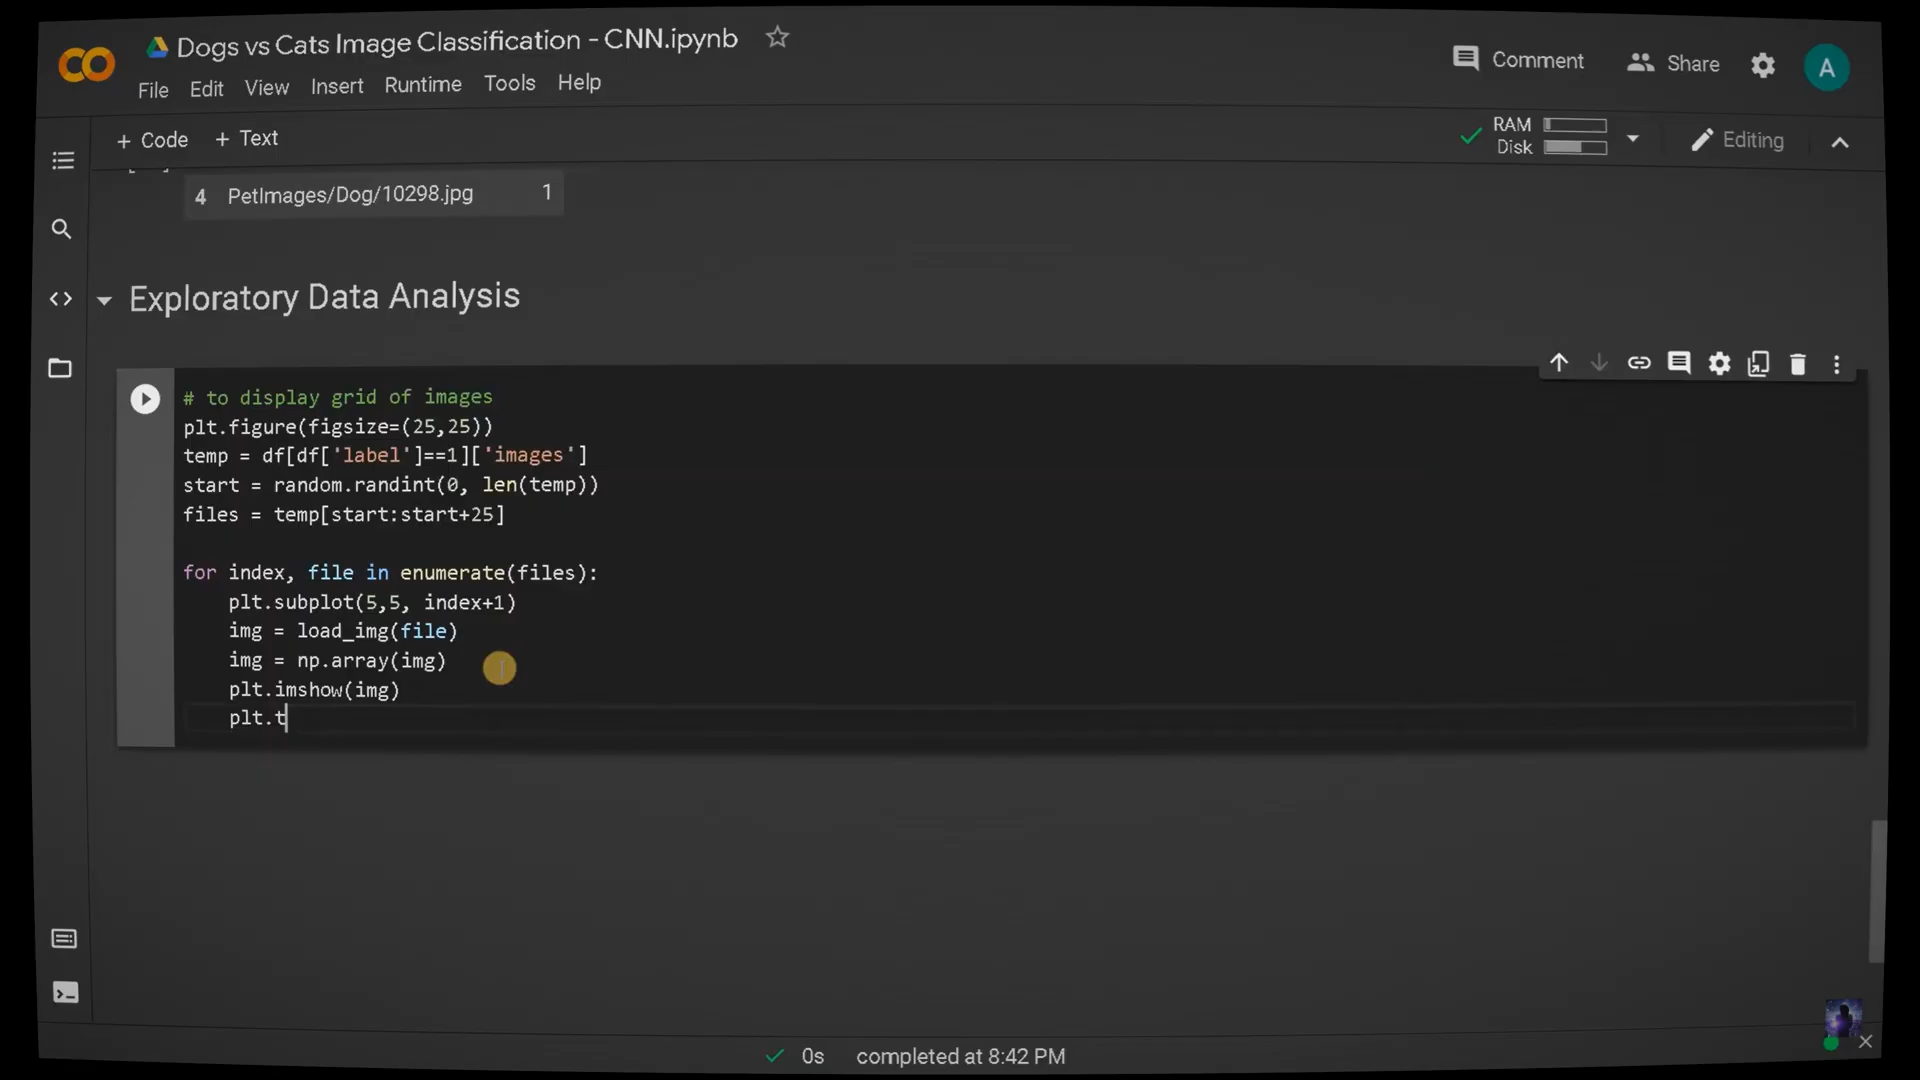 Dogs vs Cats Image Classification - CNN.ipynb
File Edit View Insert Runtime Tools Help
Comment Share A
+ Code + Text
RAM
Disk
Editing
4 PetImages/Dog/10298.jpg 1
Exploratory Data Analysis
# to display grid of images
plt.figure(figsize=(25,25))
temp = df[df['label']==1]['images']
start = random.randint(0, len(temp))
files = temp[start:start+25]
for index, file in enumerate(files):
    plt.subplot(5,5, index+1)
    img = load_img(file)
    img = np.array(img)
    plt.imshow(img)
    plt.t
0s completed at 8:42 PM